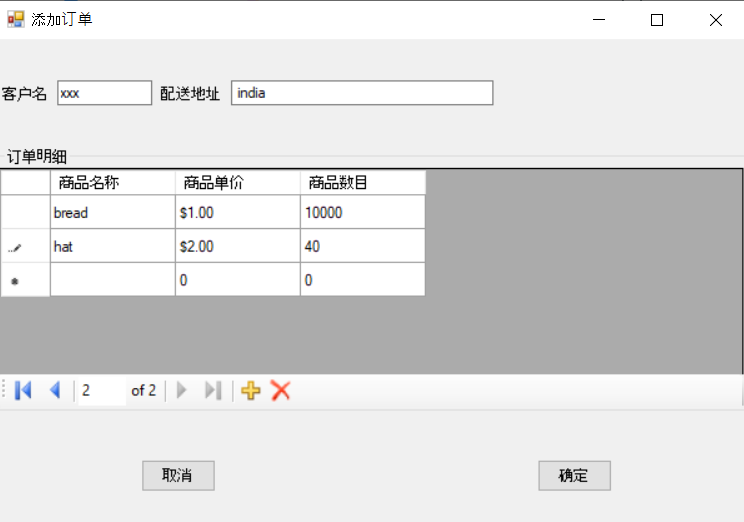 添加订单
客户名 xxx 配送地址 india
订单明细
商品名称 商品单价 商品数目
bread $1.00 10000
hat $2.00 40
0 0
2 of 2
取消 确定